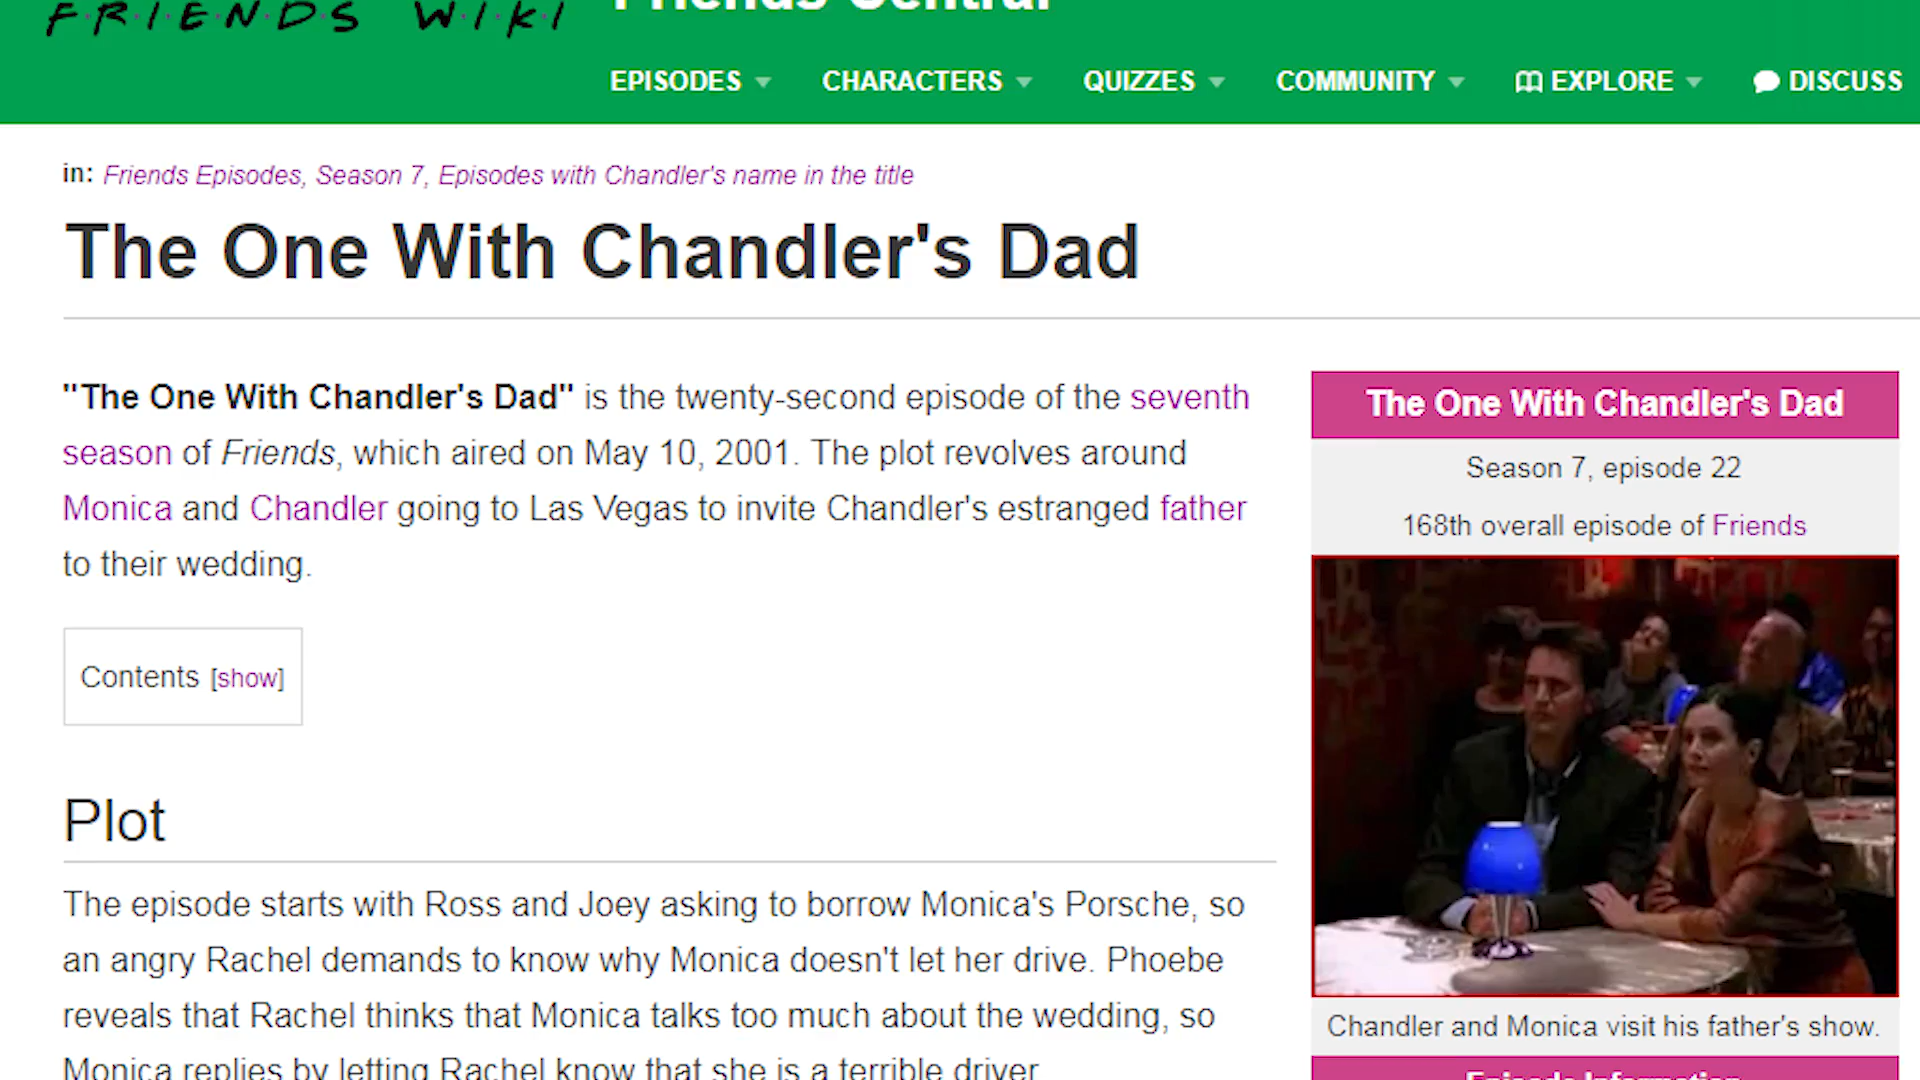 F·R·I·E·N·D·S W·I·K·I
Friends Central
EPISODES CHARACTERS QUIZZES COMMUNITY EXPLORE DISCUSS
in: Friends Episodes, Season 7, Episodes with Chandler's name in the title
The One With Chandler's Dad
"The One With Chandler's Dad" is the twenty-second episode of the seventh
season of Friends, which aired on May 10, 2001. The plot revolves around
Monica and Chandler going to Las Vegas to invite Chandler's estranged father
to their wedding.
Contents [show]
Plot
The episode starts with Ross and Joey asking to borrow Monica's Porsche, so
an angry Rachel demands to know why Monica doesn't let her drive. Phoebe
reveals that Rachel thinks that Monica talks too much about the wedding, so
Monica replies by letting Rachel know that she is a terrible driver
The One With Chandler's Dad
Season 7, episode 22
168th overall episode of Friends
Chandler and Monica visit his father's show.
Episode Information